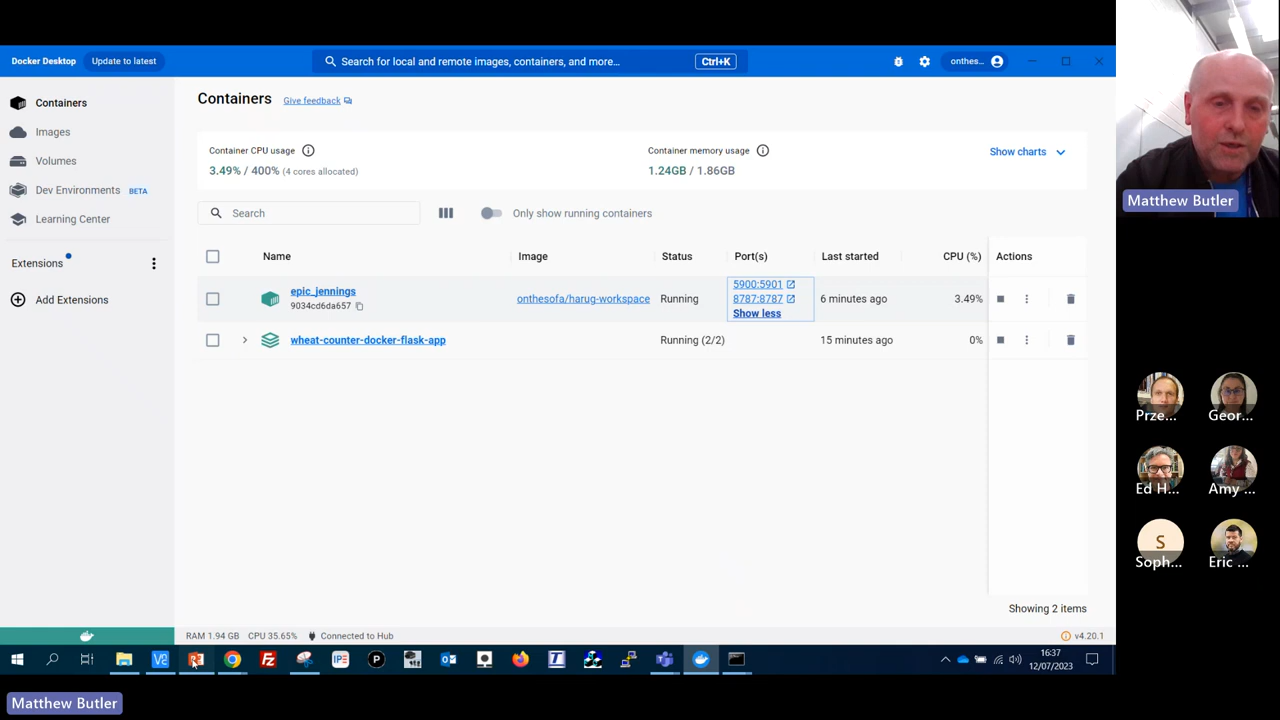 Docker Desktop
Update to latest
Search for local and remote images, containers, and more...
Ctrl+K
onthes...
Containers
Images
Volumes
Dev Environments BETA
Learning Center
Extensions
Add Extensions
Containers
Give feedback
Container CPU usage
3.49% / 400% (4 cores allocated)
Container memory usage
1.24GB / 1.86GB
Show charts
Search
Only show running containers
Name Image Status Port(s) Last started CPU (%) Actions
epic_jennings
9034cd6da657
onthesofa/harug-workspace
Running
5900:5901
8787:8787
Show less
6 minutes ago
3.49%
wheat-counter-docker-flask-app
Running (2/2)
15 minutes ago
0%
Showing 2 items
RAM 1.94 GB CPU 35.65% Connected to Hub
v4.20.1
16:37
12/07/2023
Matthew Butler
Matthew Butler
Prze...
Geor...
Ed H...
Amy ...
S
Soph...
Eric ...